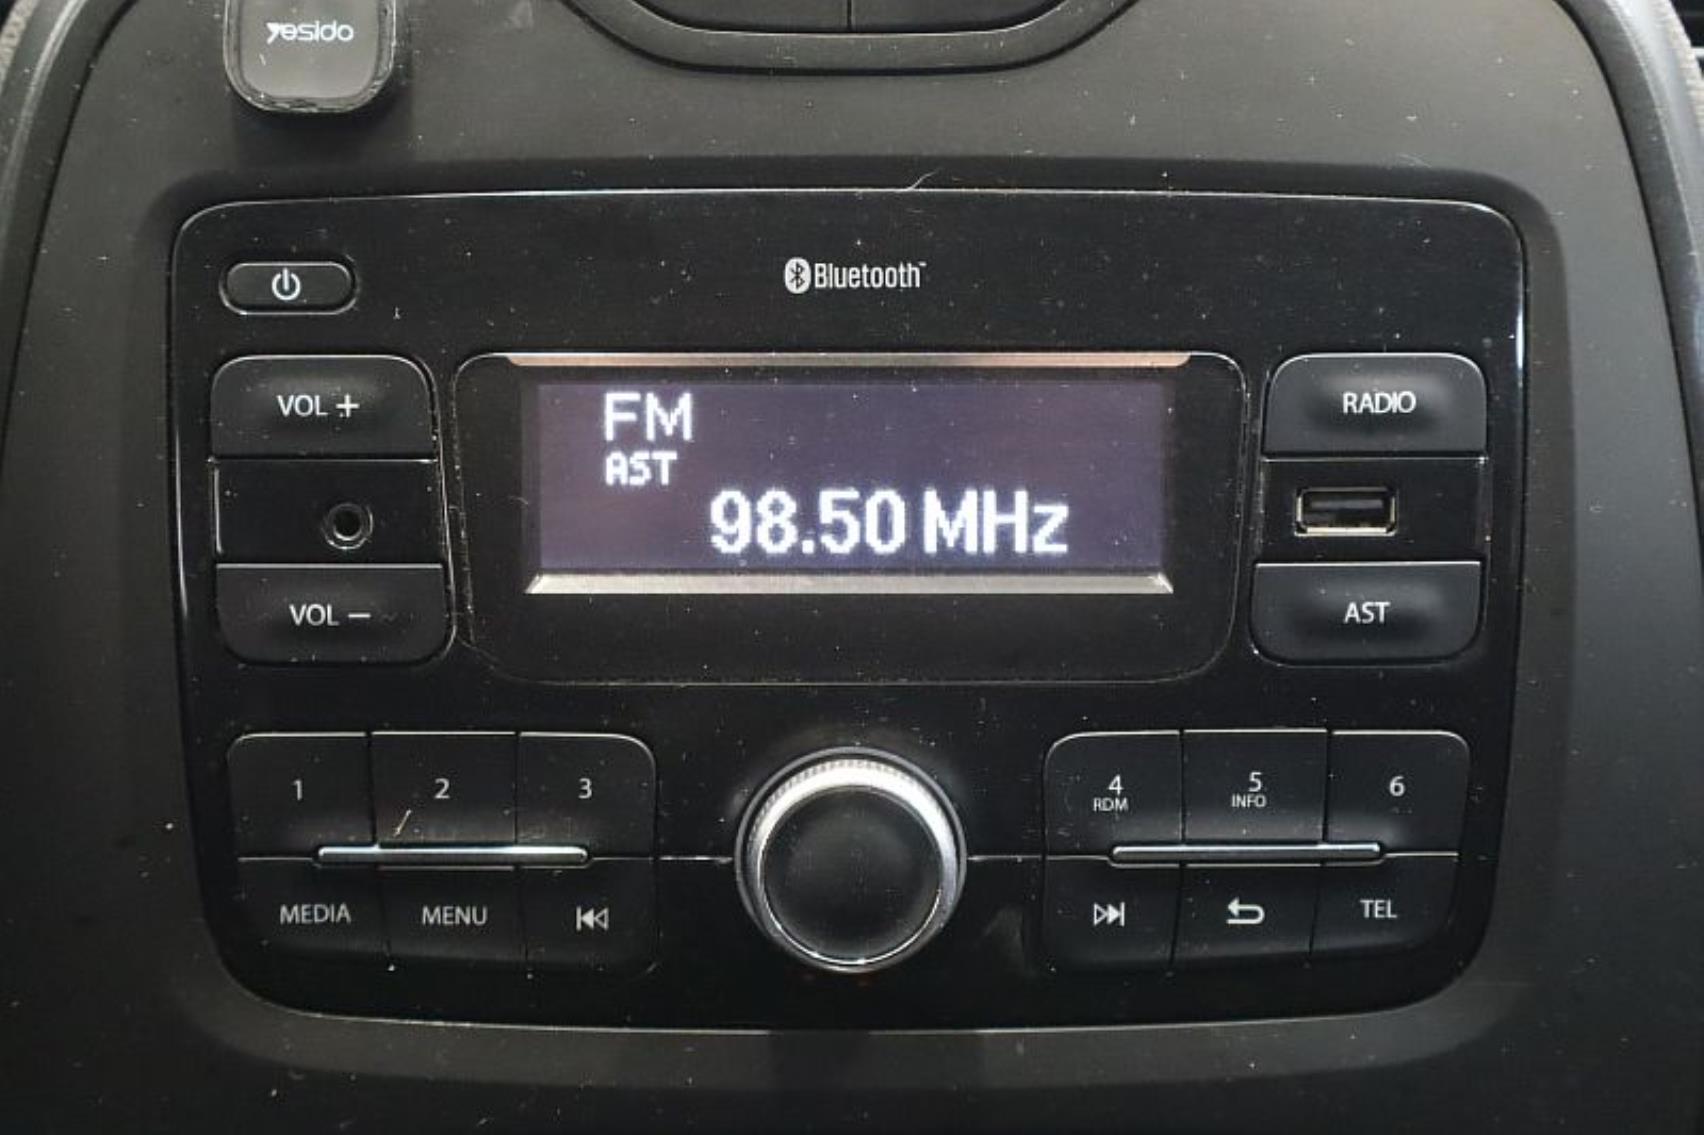 yesido
Bluetooth™
VOL +
FM
RADIO
AST
98.50 MHz
VOL −
AST
1
2
3
4
RDM
5
INFO
6
MEDIA
MENU
TEL